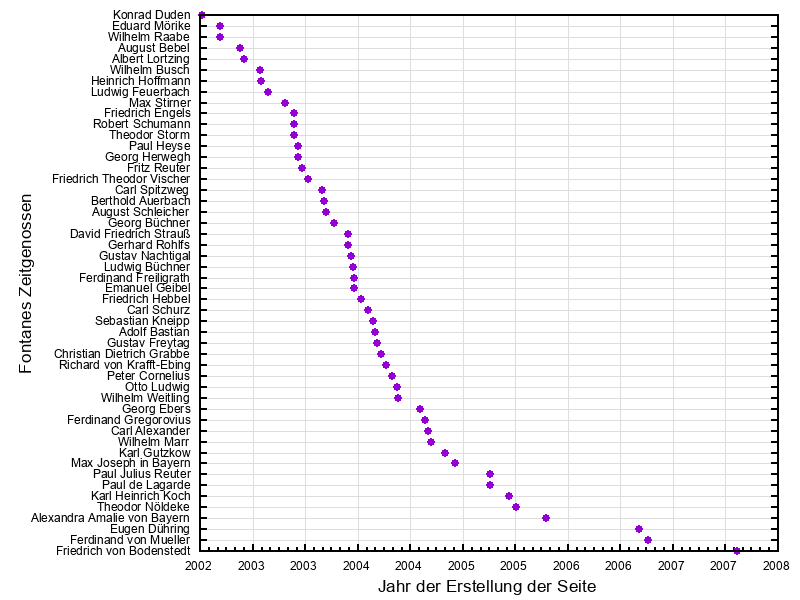 Konrad Duden
Eduard Mörike
Wilhelm Raabe
August Bebel
Albert Lortzing
Wilhelm Busch
Heinrich Hoffmann
Ludwig Feuerbach
Max Stirner
Friedrich Engels
Robert Schumann
Theodor Storm
Paul Heyse
Georg Herwegh
Fritz Reuter
Friedrich Theodor Vischer
Carl Spitzweg
Berthold Auerbach
August Schleicher
Georg Büchner
David Friedrich Strauß
Gerhard Rohlfs
Gustav Nachtigal
Ludwig Büchner
Ferdinand Freiligrath
Emanuel Geibel
Friedrich Hebbel
Carl Schurz
Sebastian Kneipp
Adolf Bastian
Gustav Freytag
Christian Dietrich Grabbe
Richard von Krafft-Ebing
Peter Cornelius
Otto Ludwig
Wilhelm Weitling
Georg Ebers
Ferdinand Gregorovius
Carl Alexander
Wilhelm Marr
Karl Gutzkow
Max Joseph in Bayern
Paul Julius Reuter
Paul de Lagarde
Karl Heinrich Koch
Theodor Nöldeke
Alexandra Amalie von Bayern
Eugen Dühring
Ferdinand von Mueller
Friedrich von Bodenstedt
Fontanes Zeitgenossen
2002 2003 2003 2004 2004 2005 2005 2006 2006 2007 2007 2008
Jahr der Erstellung der Seite